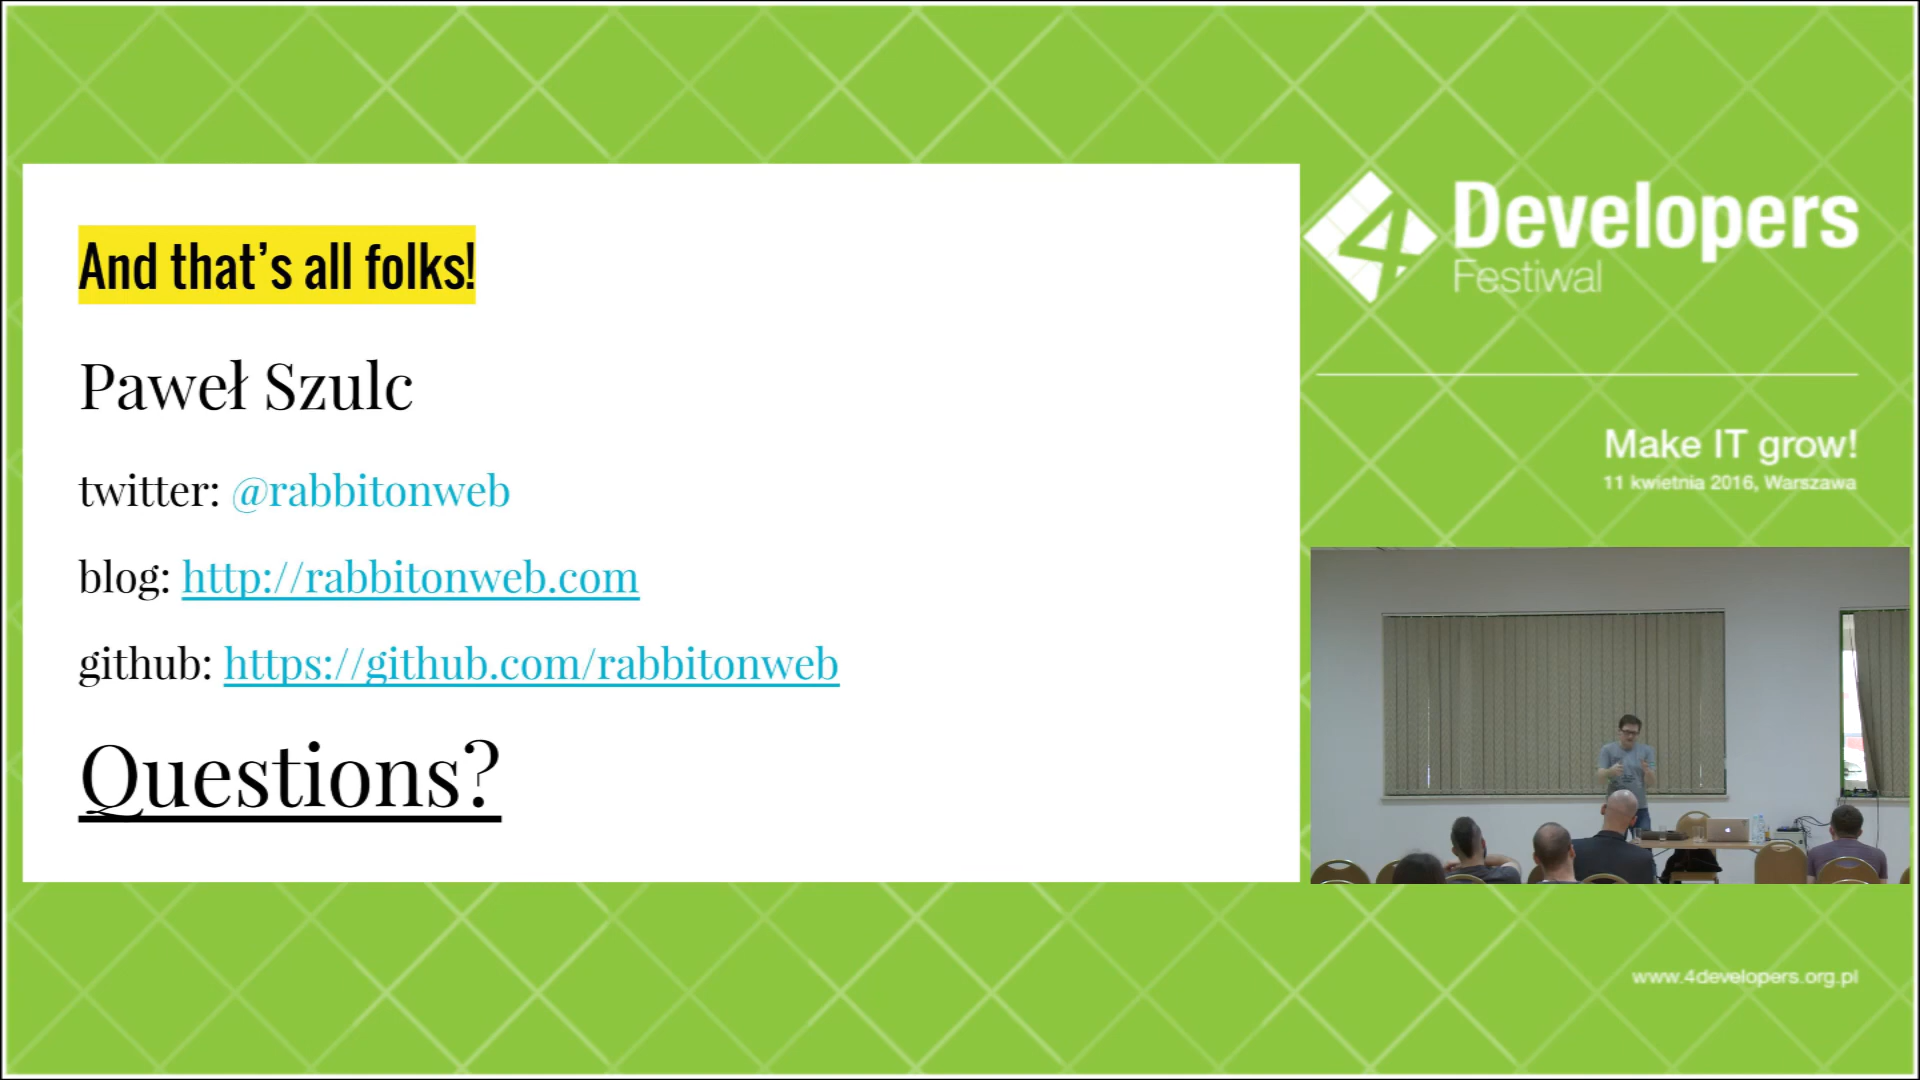 And that’s all folks!
Paweł Szulc
twitter: @rabbitonweb
blog: http://rabbitonweb.com
github: https://github.com/rabbitonweb
Questions?
4
Developers
Festiwal
Make IT grow!
11 kwietnia 2016, Warszawa
www.4developers.org.pl